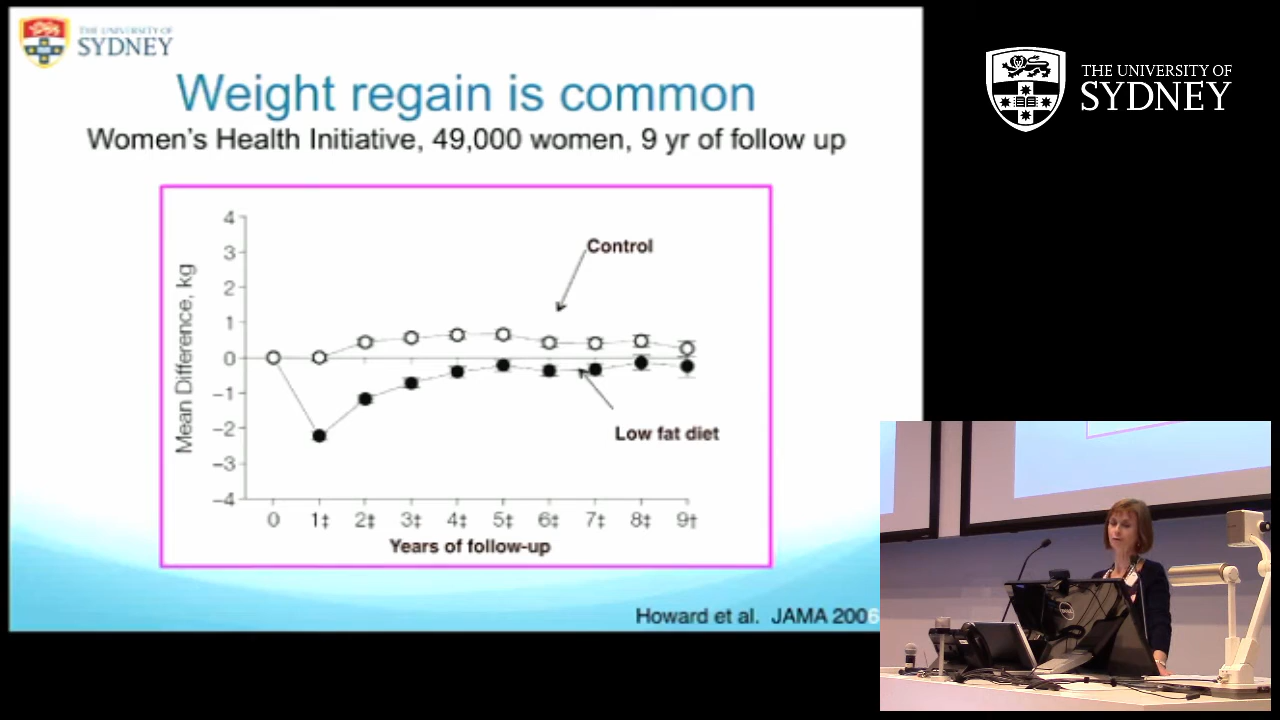 THE UNIVERSITY OF
SYDNEY
Weight regain is common
Women's Health Initiative, 49,000 women, 9 yr of follow up
4
3
2
1
0
−1
−2
−3
−4
Mean Difference, kg
Control
Low fat diet
0 1‡ 2‡ 3‡ 4‡ 5‡ 6‡ 7‡ 8‡ 9†
Years of follow-up
Howard et al. JAMA 2006
THE UNIVERSITY OF
SYDNEY
DELL